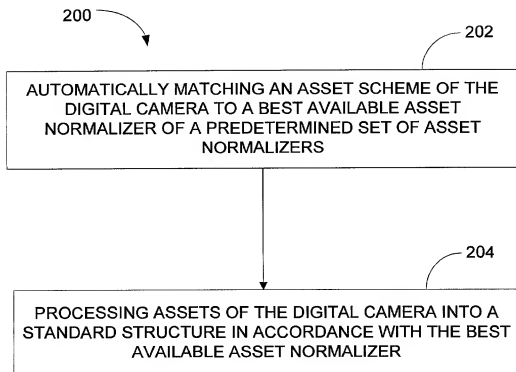 200
202
AUTOMATICALLY MATCHING AN ASSET SCHEME OF THE
DIGITAL CAMERA TO A BEST AVAILABLE ASSET
NORMALIZER OF A PREDETERMINED SET OF ASSET
NORMALIZERS
204
PROCESSING ASSETS OF THE DIGITAL CAMERA INTO A
STANDARD STRUCTURE IN ACCORDANCE WITH THE BEST
AVAILABLE ASSET NORMALIZER